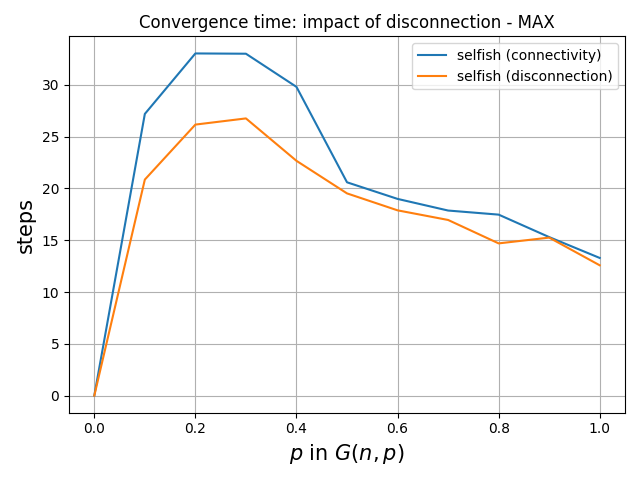 Convergence time: impact of disconnection - MAX
selfish (connectivity)
selfish (disconnection)
steps
30
25
20
15
10
5
0
0.0 0.2 0.4 0.6 0.8 1.0
p in G(n, p)